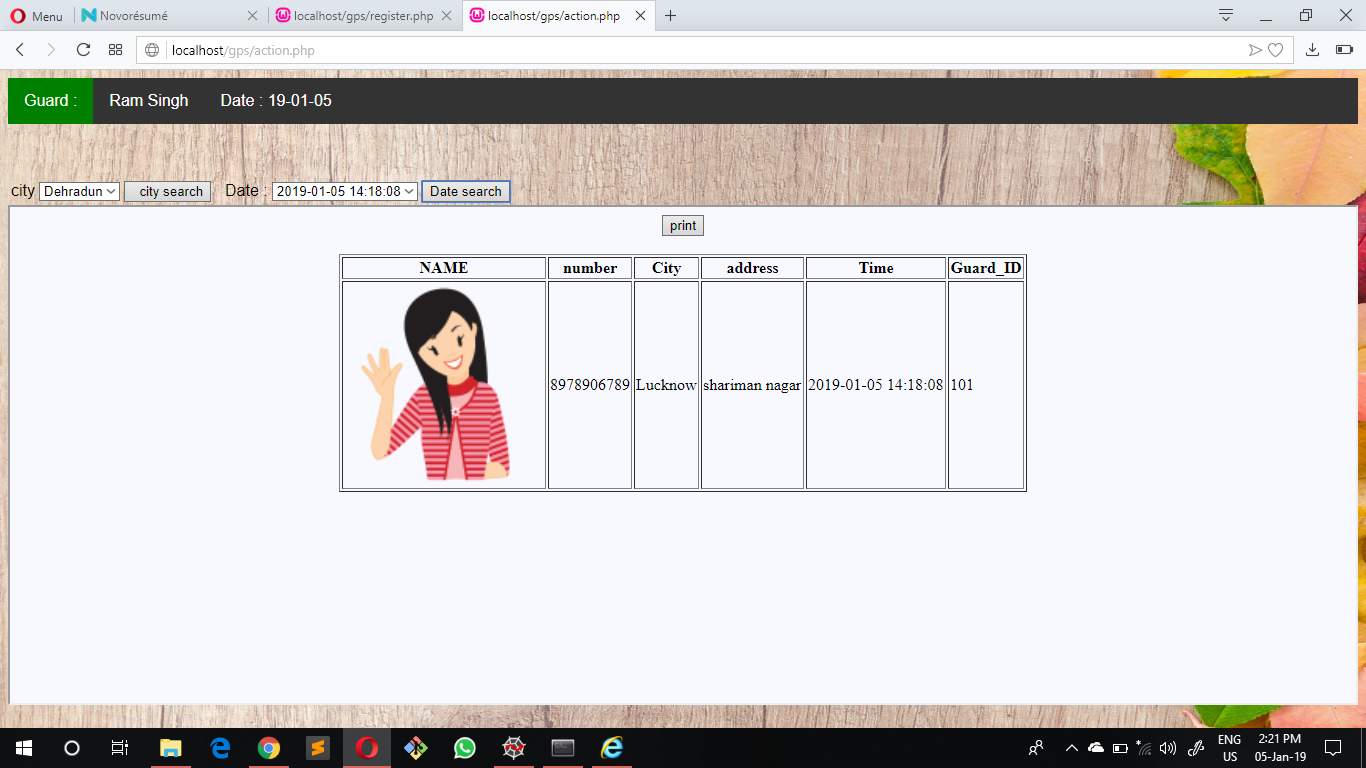 Menu Novorésumé localhost/gps/register.php localhost/gps/action.php
localhost/gps/action.php
Guard : Ram Singh Date : 19-01-05
city Dehradun city search Date : 2019-01-05 14:18:08 Date search
print
NAME number City address Time Guard_ID
8978906789 Lucknow shariman nagar 2019-01-05 14:18:08 101
ENG 2:21 PM
US 05-Jan-19